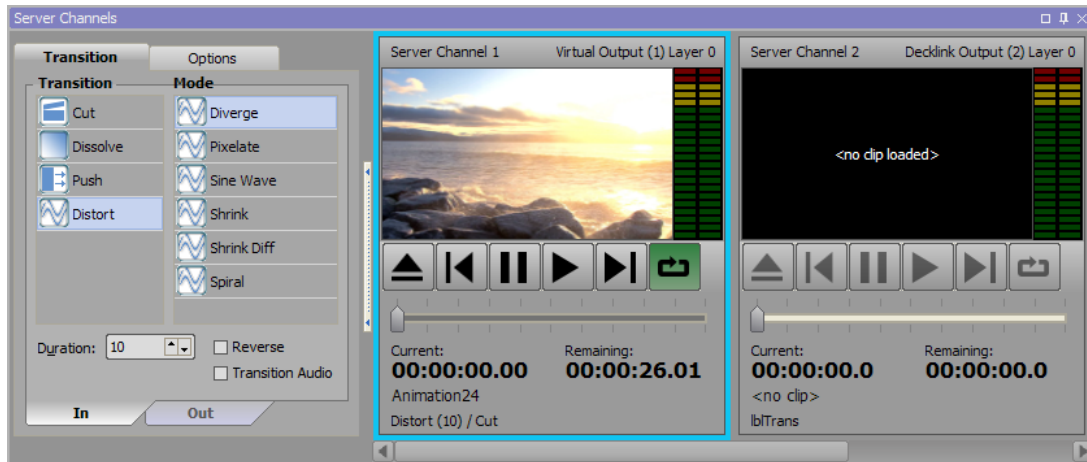 Server Channels
Transition
Options
Transition
Mode
Cut
Dissolve
Push
Distort
Diverge
Pixelate
Sine Wave
Shrink
Shrink Diff
Spiral
Duration: 10
Reverse
Transition Audio
In
Out
Server Channel 1 Virtual Output (1) Layer 0
Current: Remaining:
00:00:00.00 00:00:26.01
Animation24
Distort (10) / Cut
Server Channel 2 Decklink Output (2) Layer 0
<no clip loaded>
Current: Remaining:
00:00:00.0 00:00:00.0
<no clip>
lblTrans